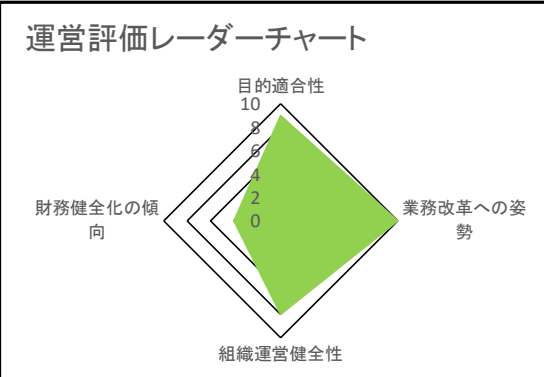 運営評価レーダーチャート
目的適合性
10
8
6
4
2
0
財務健全化の傾
向
業務改革への姿
勢
組織運営健全性